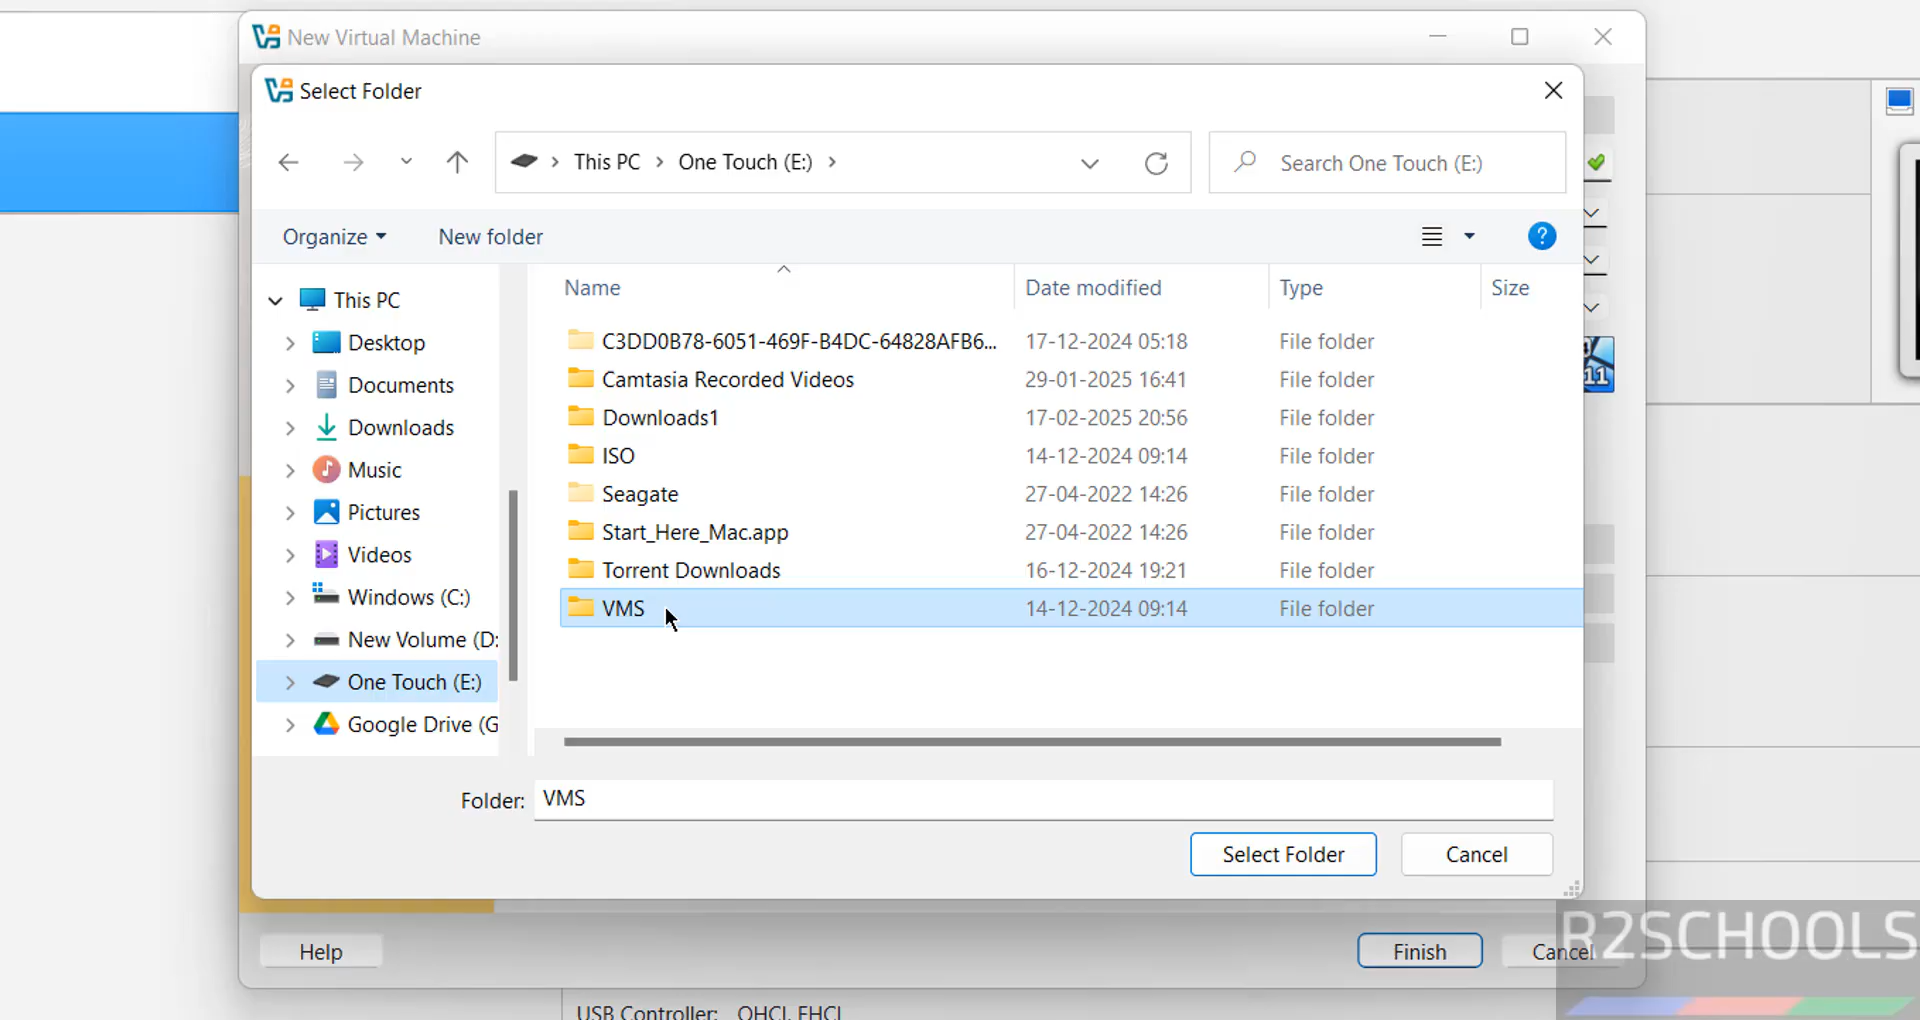 New Virtual Machine
Select Folder
This PC > One Touch (E:) >
Search One Touch (E:)
Organize
New folder
?
This PC
Desktop
Documents
Downloads
Music
Pictures
Videos
Windows (C:)
New Volume (D:
One Touch (E:)
Google Drive (G
Name Date modified Type Size
C3DD0B78-6051-469F-B4DC-64828AFB6... 17-12-2024 05:18 File folder
Camtasia Recorded Videos 29-01-2025 16:41 File folder
Downloads1 17-02-2025 20:56 File folder
ISO 14-12-2024 09:14 File folder
Seagate 27-04-2022 14:26 File folder
Start_Here_Mac.app 27-04-2022 14:26 File folder
Torrent Downloads 16-12-2024 19:21 File folder
VMS 14-12-2024 09:14 File folder
11
Folder: VMS
Select Folder
Cancel
Help
Finish
Cancel
R2SCHOOLS
USB Controller: OHCI, EHCI